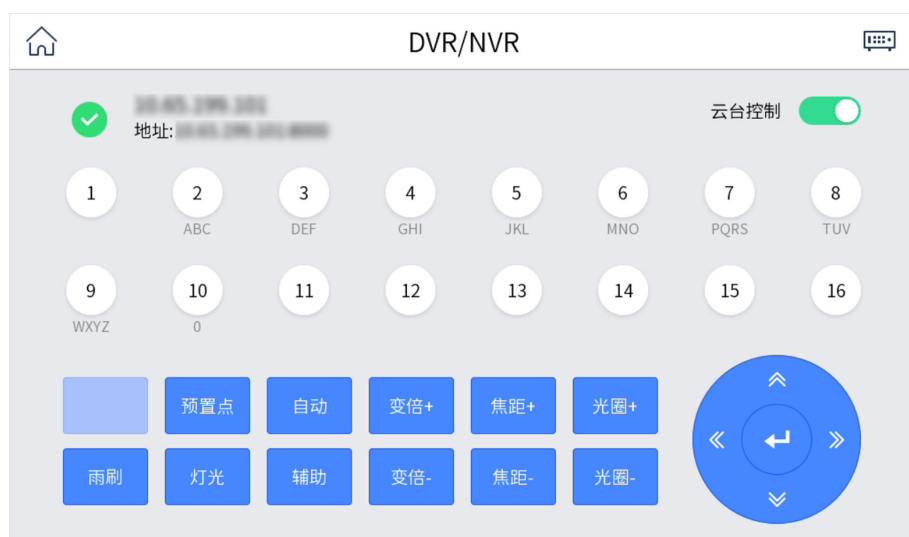 DVR/NVR
云台控制
地址:
1 2 3 4 5 6 7 8
ABC DEF GHI JKL MNO PQRS TUV
9 10 11 12 13 14 15 16
WXYZ 0
预置点 自动 变倍+ 焦距+ 光圈+
雨刷 灯光 辅助 变倍- 焦距- 光圈-